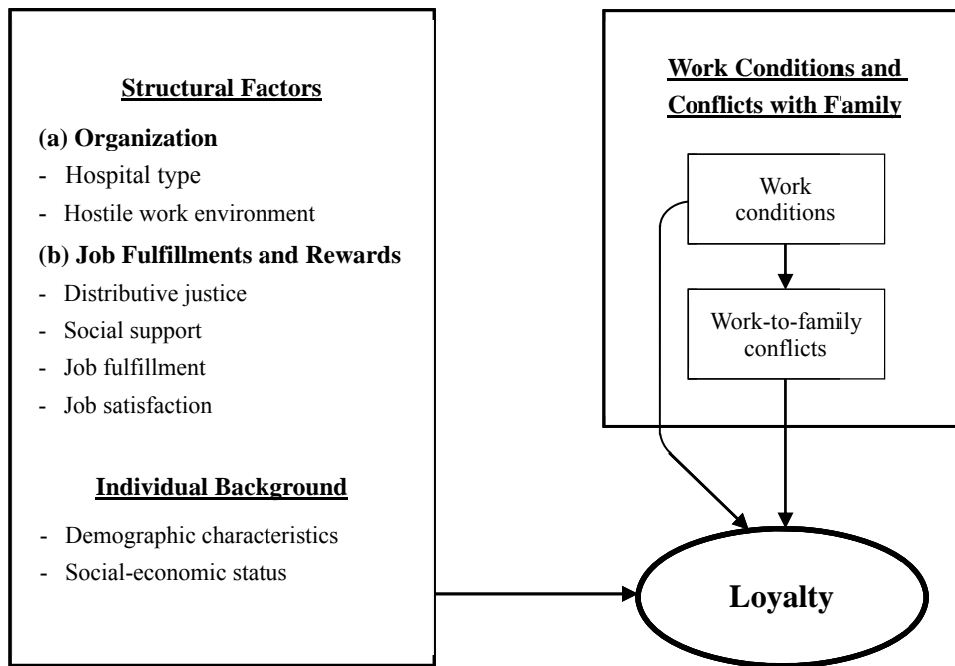 Structural Factors
(a) Organization
- Hospital type
- Hostile work environment
(b) Job Fulfillments and Rewards
- Distributive justice
- Social support
- Job fulfillment
- Job satisfaction
Individual Background
- Demographic characteristics
- Social-economic status
Work Conditions and
Conflicts with Family
Work
conditions
Work-to-family
conflicts
Loyalty